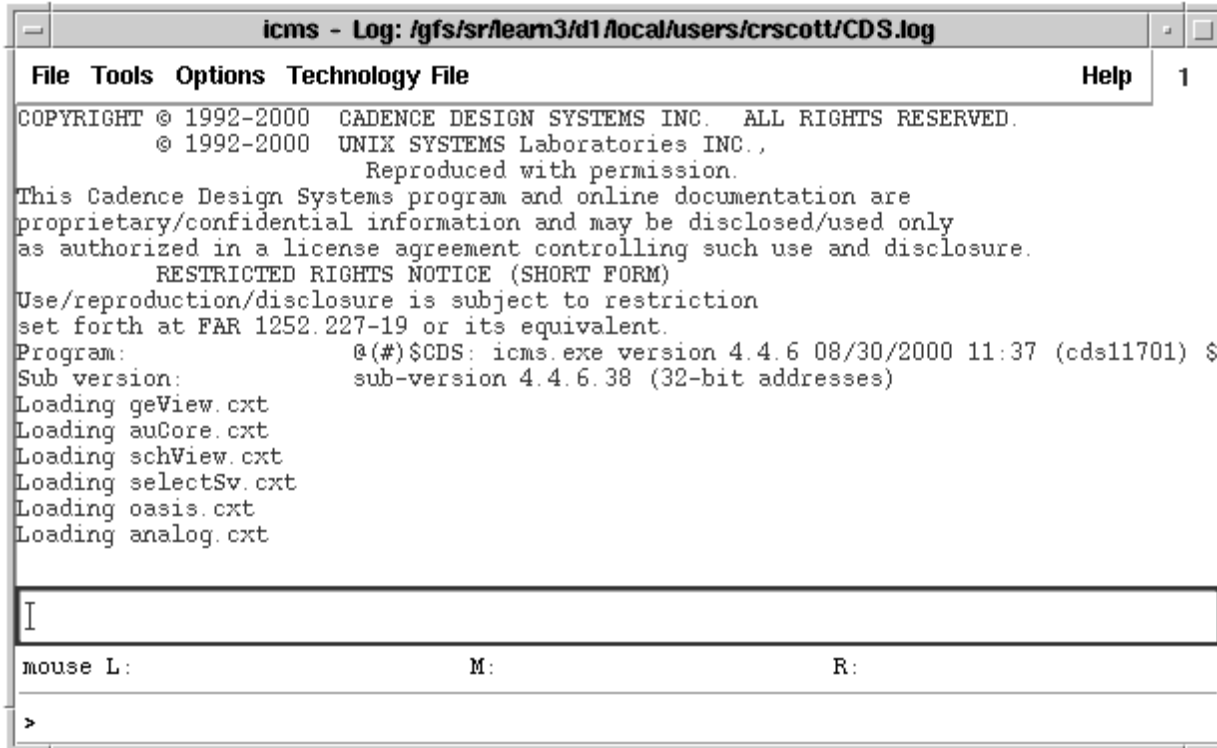 icms - Log: /gfs/sr/learn3/d1/local/users/crscott/CDS.log
File Tools Options Technology File Help 1
COPYRIGHT © 1992-2000 CADENCE DESIGN SYSTEMS INC. ALL RIGHTS RESERVED.
© 1992-2000 UNIX SYSTEMS Laboratories INC.,
Reproduced with permission.
This Cadence Design Systems program and online documentation are
proprietary/confidential information and may be disclosed/used only
as authorized in a license agreement controlling such use and disclosure.
RESTRICTED RIGHTS NOTICE (SHORT FORM)
Use/reproduction/disclosure is subject to restriction
set forth at FAR 1252.227-19 or its equivalent.
Program: @(#)$CDS: icms.exe version 4.4.6 08/30/2000 11:37 (cds11701) $
Sub version: sub-version 4.4.6.38 (32-bit addresses)
Loading geView.cxt
Loading auCore.cxt
Loading schView.cxt
Loading selectSv.cxt
Loading oasis.cxt
Loading analog.cxt
mouse L: M: R:
>